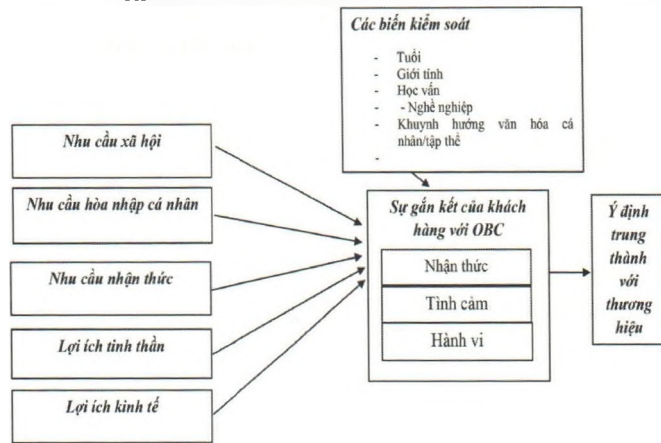 Các biến kiểm soát
- Tuổi
- Giới tính
- Học vấn
- - Nghề nghiệp
- Khuynh hướng văn hóa cá
nhân/tập thể
-
Nhu cầu xã hội
Nhu cầu hòa nhập cá nhân
Nhu cầu nhận thức
Lợi ích tinh thần
Lợi ích kinh tế
Sự gắn kết của khách
hàng với OBC
Nhận thức
Tình cảm
Hành vi
Ý định
trung
thành
với
thương
hiệu